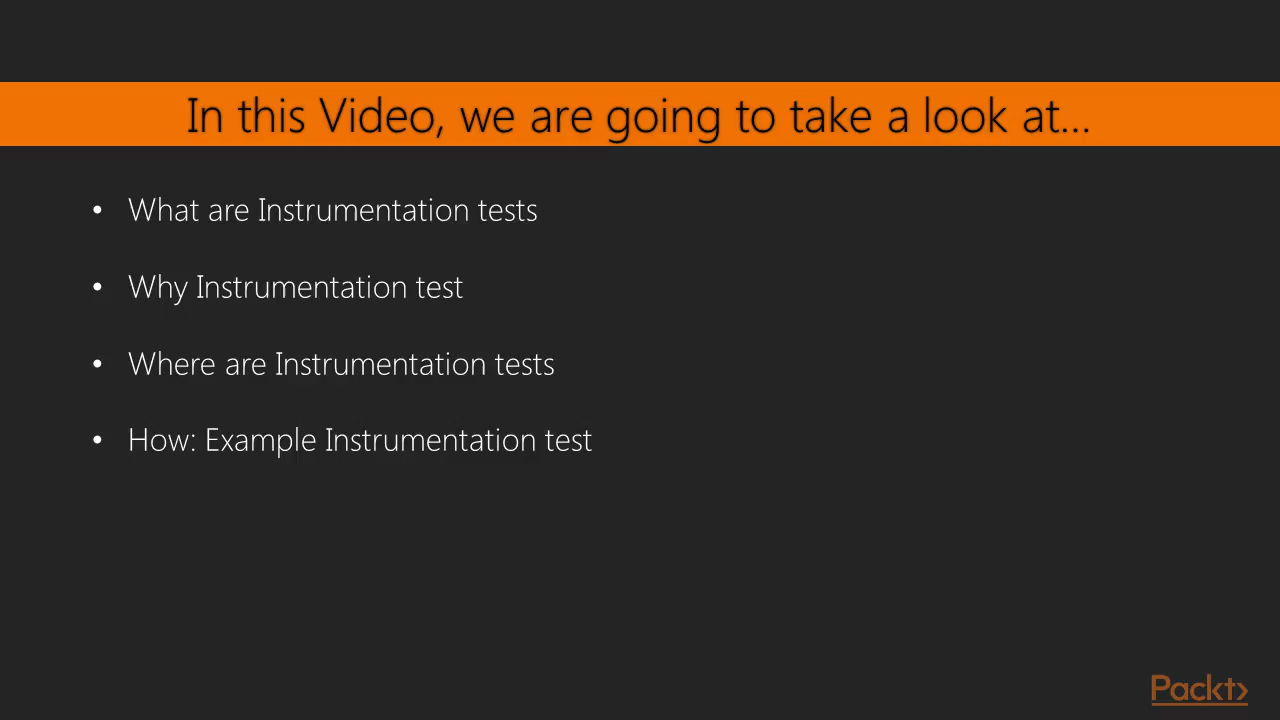 In this Video, we are going to take a look at...
• What are Instrumentation tests
• Why Instrumentation test
• Where are Instrumentation tests
• How: Example Instrumentation test
Packt>